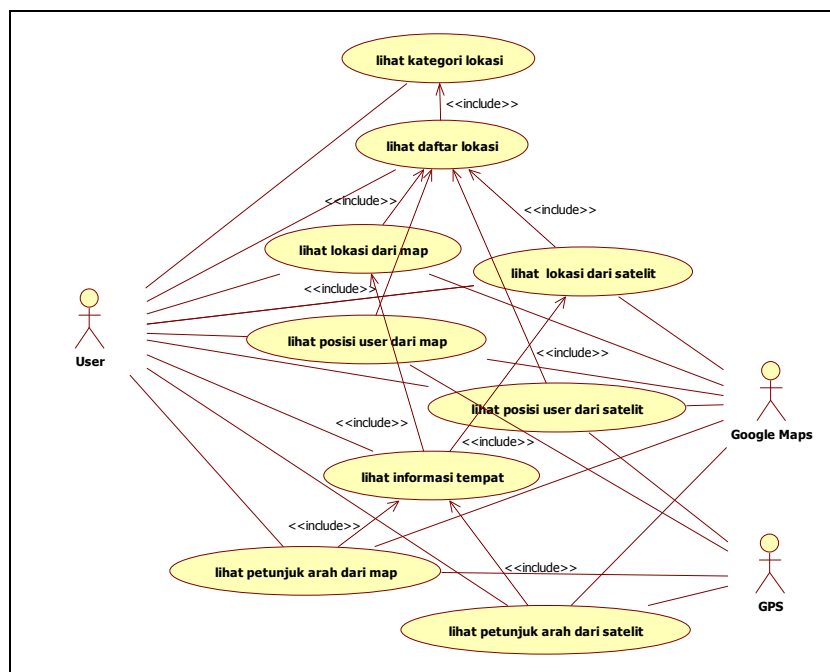 lihat kategori lokasi
<<include>>
lihat daftar lokasi
<<include>>
<<include>>
lihat lokasi dari map
lihat lokasi dari satelit
<<include>>
User
lihat posisi user dari map
<<include>>
lihat posisi user dari satelit
Google Maps
<<include>>
<<include>>
lihat informasi tempat
<<include>>
lihat petunjuk arah dari map
<<include>>
GPS
lihat petunjuk arah dari satelit